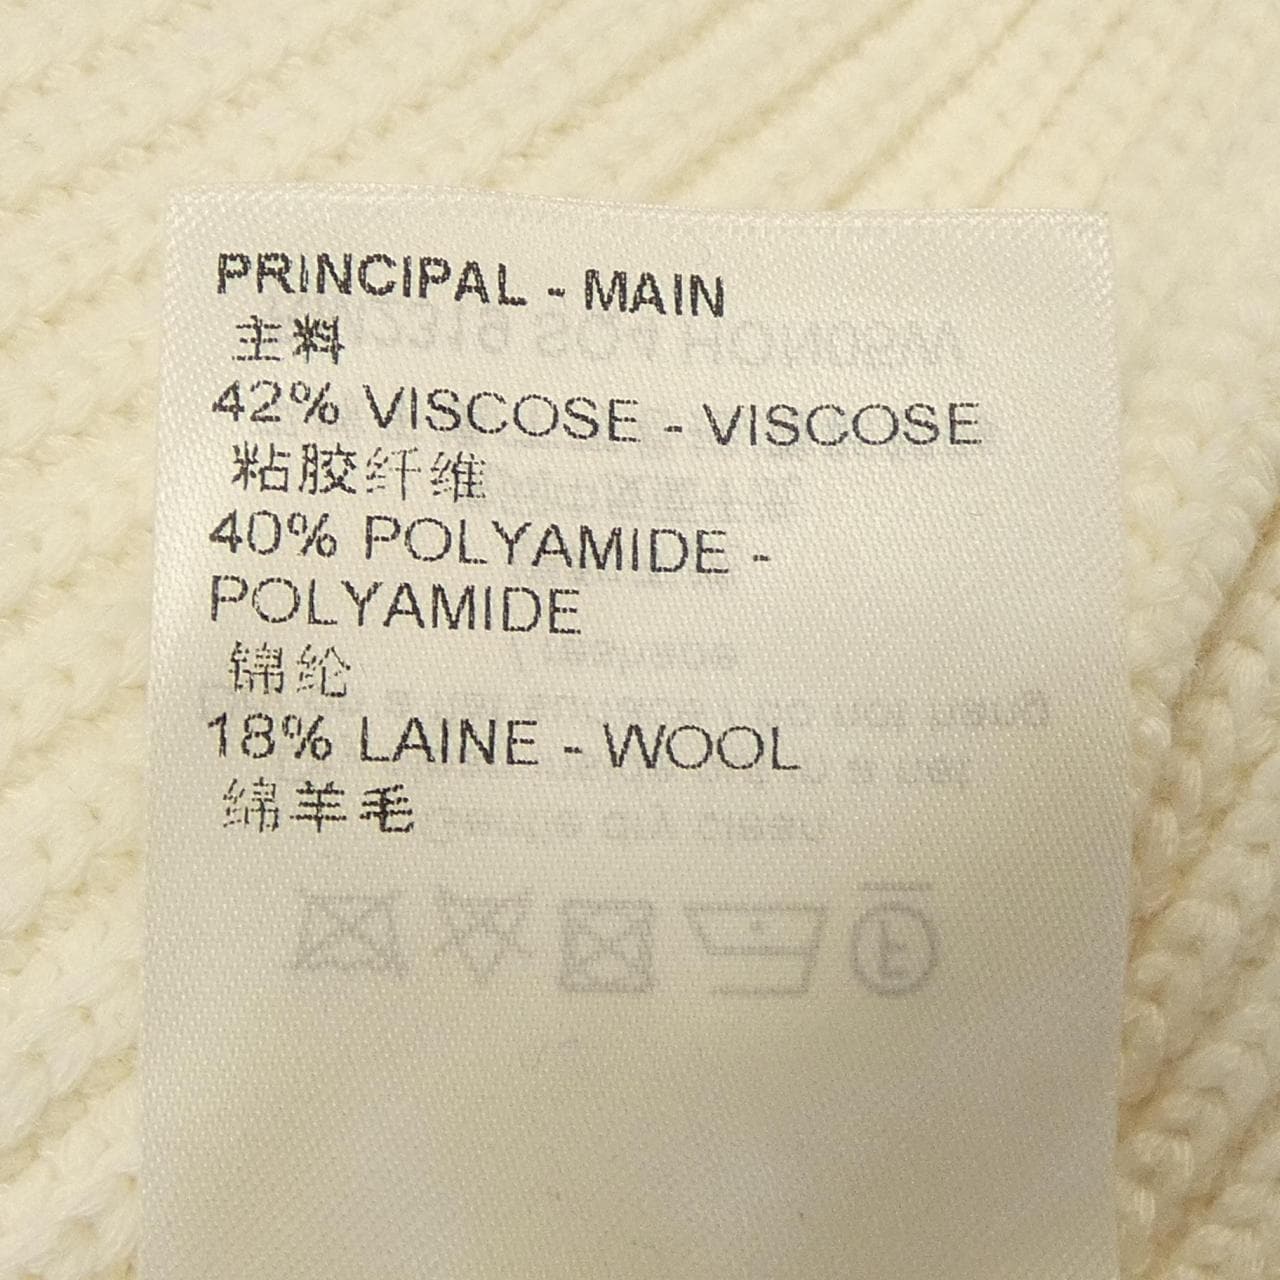 PRINCIPAL - MAIN
主料
42% VISCOSE - VISCOSE
粘胶纤维
40% POLYAMIDE -
POLYAMIDE
锦纶
18% LAINE - WOOL
绵羊毛